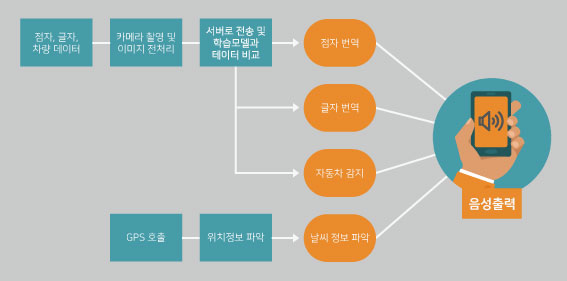 점자, 글자,
차량 데이터
카메라 촬영 및
이미지 전처리
서버로 전송 및
학습모델과
테이터 비교
점자 번역
글자 번역
자동차 감지
음성출력
GPS 호출
위치정보 파악
날씨 정보 파악